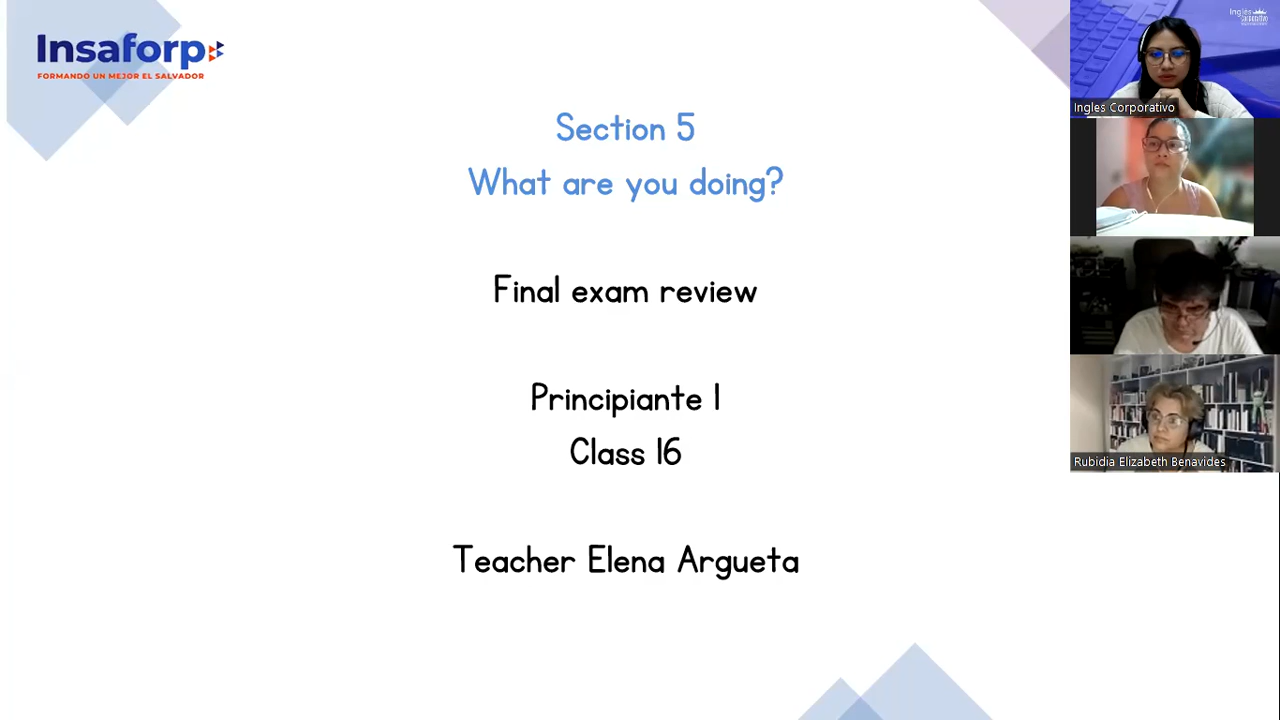 Insaforp
FORMANDO UN MEJOR EL SALVADOR
Section 5
What are you doing?
Final exam review
Principiante 1
Class 16
Teacher Elena Argueta
Ingles Corporativo
Rubidia Elizabeth Benavides